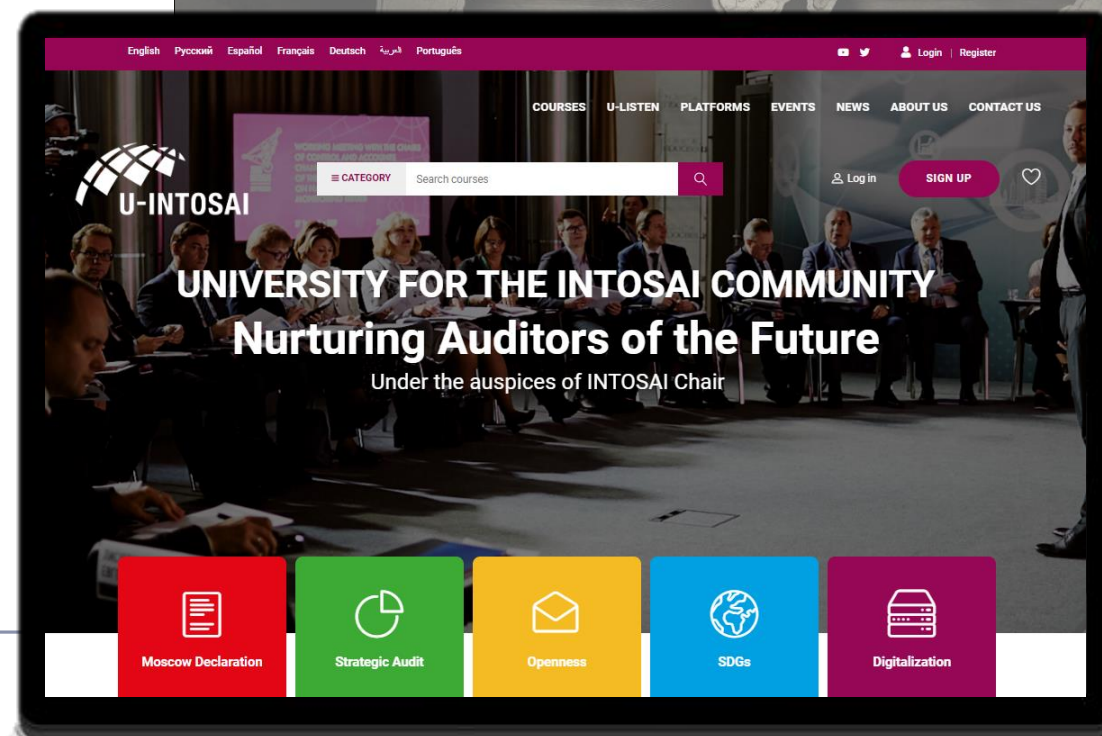 English Русский Español Français Deutsch العربية Português
Login | Register
COURSES U-LISTEN PLATFORMS EVENTS NEWS ABOUT US CONTACT US
U-INTOSAI
CATEGORY Search courses
Log in SIGN UP
UNIVERSITY FOR THE INTOSAI COMMUNITY
Nurturing Auditors of the Future
Under the auspices of INTOSAI Chair
Moscow Declaration
Strategic Audit
Openness
SDGs
Digitalization